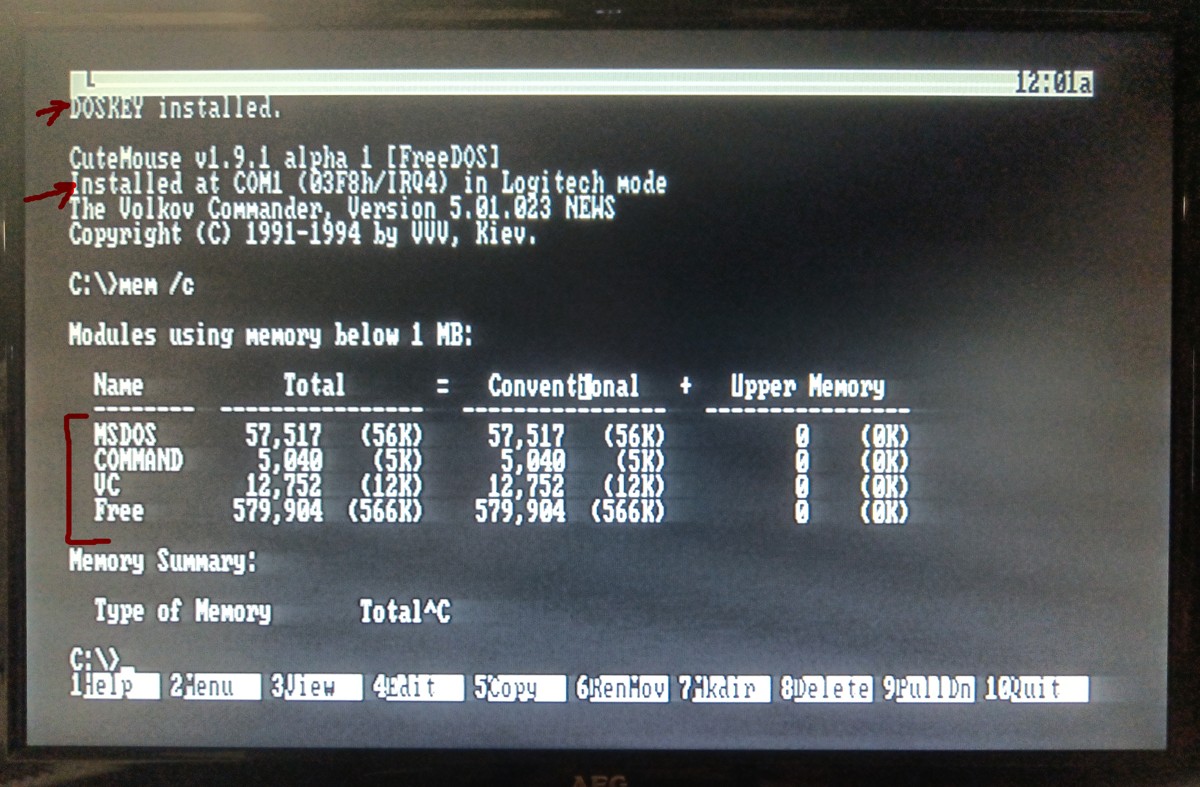 L 12:01a
DOSKEY installed.
CuteMouse v1.9.1 alpha 1 [FreeDOS]
Installed at COM1 (03F8h/IRQ4) in Logitech mode
The Volkov Commander, Version 5.01.023 NEWS
Copyright (C) 1991-1994 by VVV, Kiev.
C:\>mem /c
Modules using memory below 1 MB:
Name Total = Conventional + Upper Memory
-------- ---------------- ---------------- ----------------
MSDOS 57,517 (56K) 57,517 (56K) 0 (0K)
COMMAND 5,040 (5K) 5,040 (5K) 0 (0K)
VC 12,752 (12K) 12,752 (12K) 0 (0K)
Free 579,904 (566K) 579,904 (566K) 0 (0K)
Memory Summary:
Type of Memory Total^C
C:\>_
1Help 2Menu 3View 4Edit 5Copy 6RenMov 7Mkdir 8Delete 9PullDn 10Quit
AEG